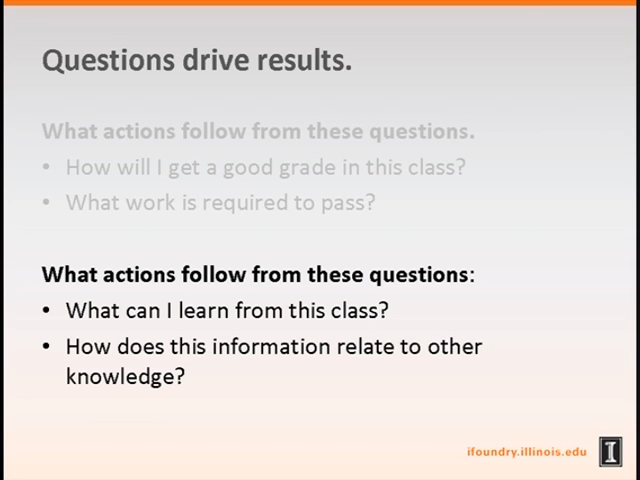 Questions drive results.
What actions follow from these questions.
• How will I get a good grade in this class?
• What work is required to pass?
What actions follow from these questions:
• What can I learn from this class?
• How does this information relate to other
knowledge?
ifoundry.illinois.edu I